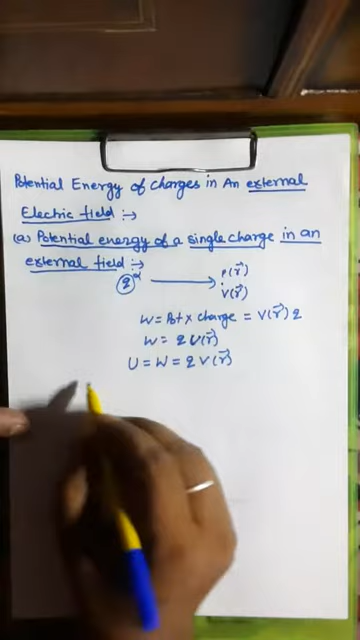 Potential Energy of charges in An external
Electric field :→
(a) Potential energy of a single charge in an
external field :→
q ∞ → P(r⃗)
V(r⃗)
W = Pot x charge = V(r⃗) q
W = q V(r⃗)
U = W = q V(r⃗)